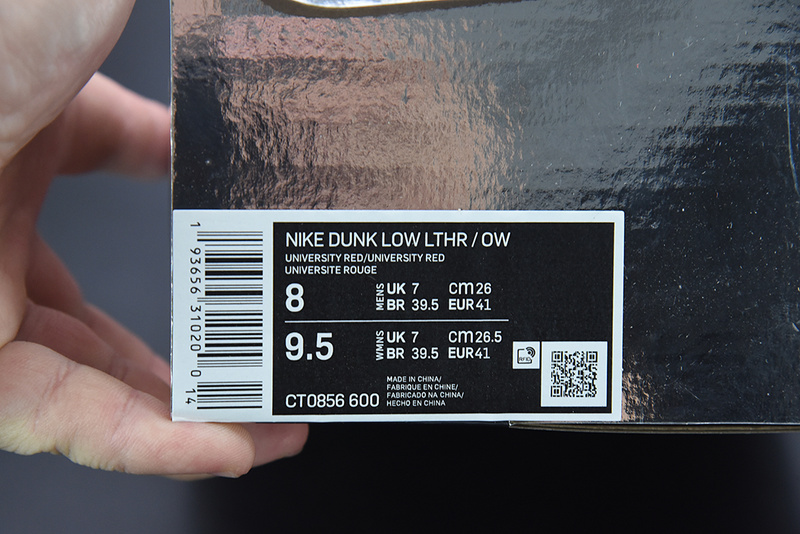 NIKE DUNK LOW LTHR / OW
UNIVERSITY RED/UNIVERSITY RED
UNIVERSITE ROUGE
8 MENS UK 7 cm 26
BR 39.5 EUR 41
9.5 WMNS UK 7 cm 26.5
BR 39.5 EUR 41
CT0856 600
MADE IN CHINA/
FABRIQUE EN CHINE/
FABRICADO NA CHINA/
HECHO EN CHINA
RFID
1 93656 31020 0 14